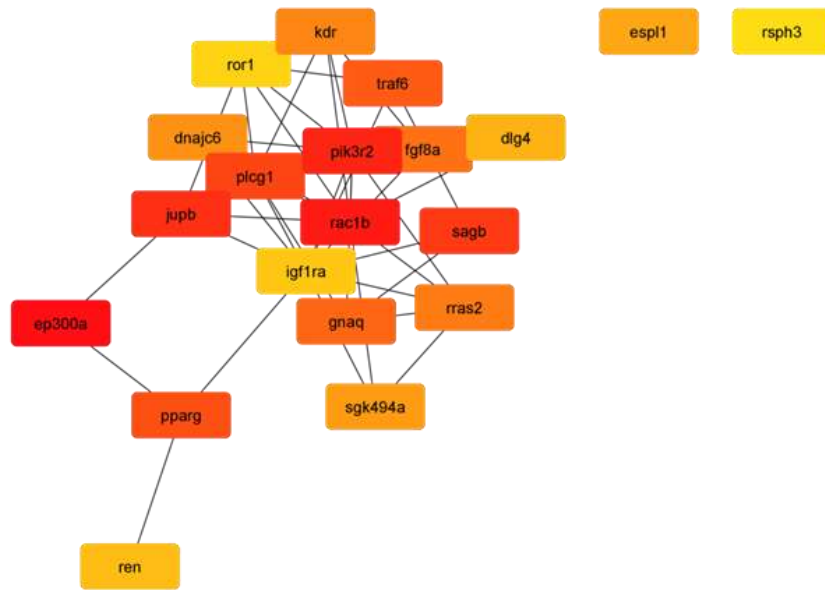 kdr
espl1
rsph3
ror1
traf6
dnajc6
pik3r2
fgf8a
dlg4
plcg1
jupb
rac1b
sagb
igf1ra
ep300a
gnaq
rras2
sgk494a
pparg
ren